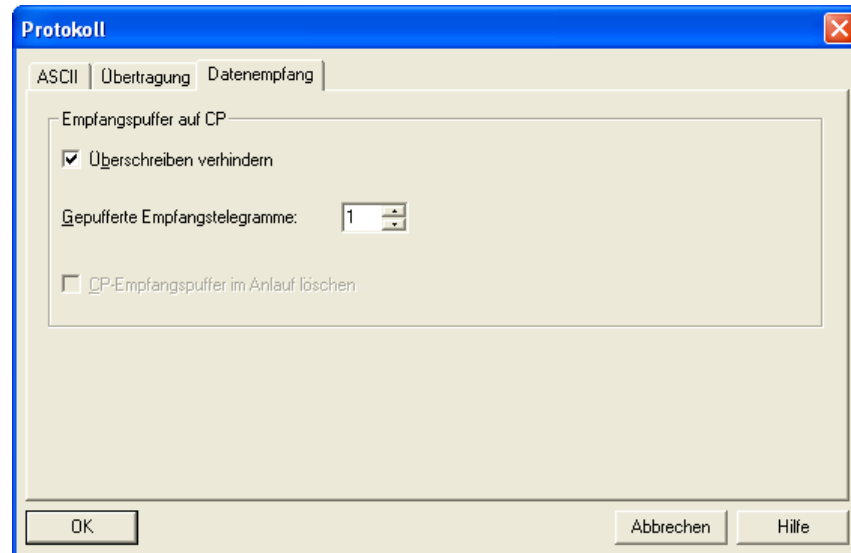 Protokoll
ASCII Übertragung Datenempfang
Empfangspuffer auf CP
Überschreiben verhindern
Gepufferte Empfangstelegramme: 1
CP-Empfangspuffer im Anlauf löschen
OK Abbrechen Hilfe